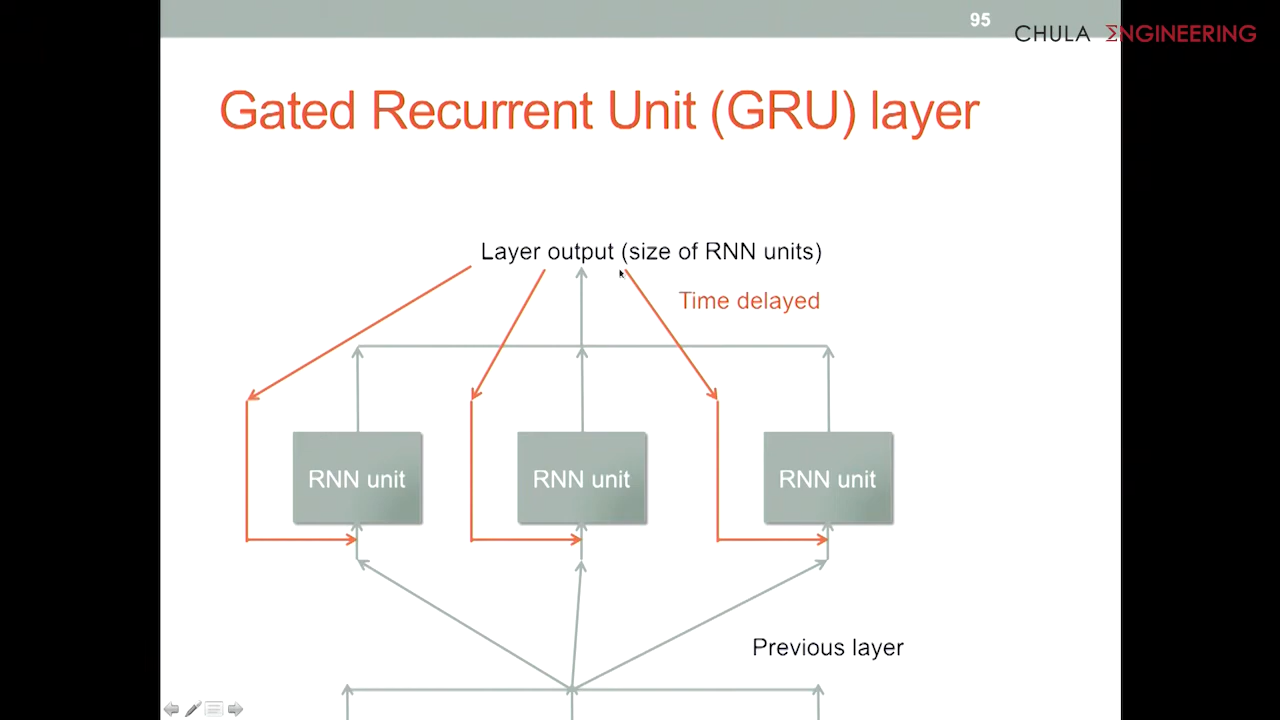 95
CHULA ΣNGINEERING
Gated Recurrent Unit (GRU) layer
Layer output (size of RNN units)
Time delayed
RNN unit
RNN unit
RNN unit
Previous layer